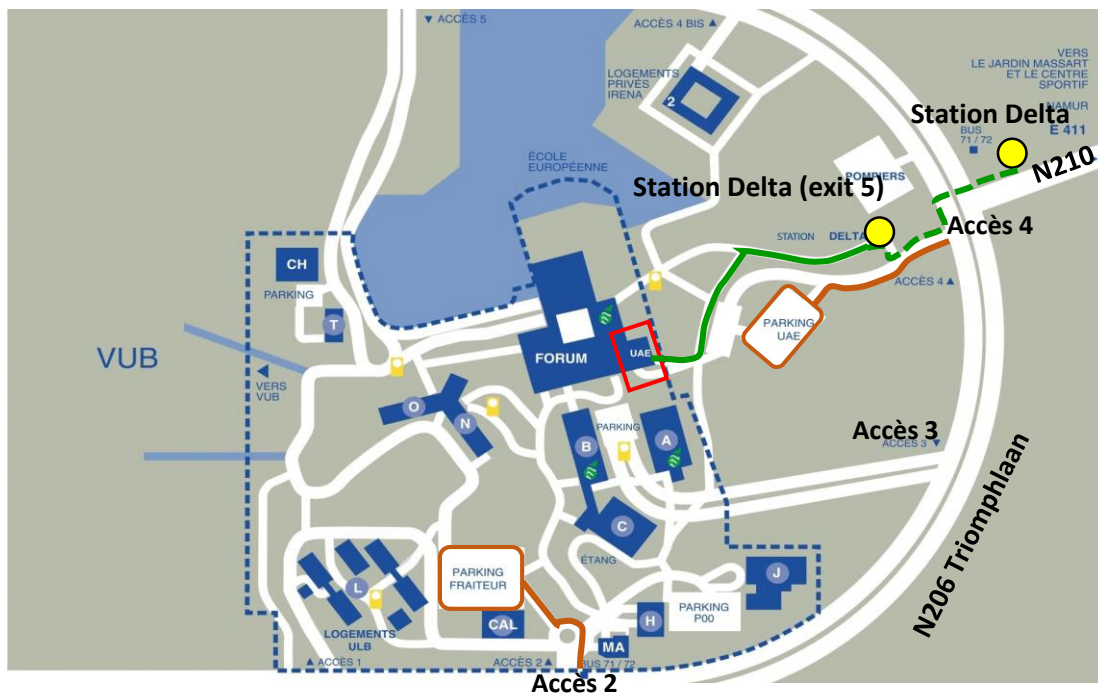 ▼ ACCÈS 5
ACCÈS 4 BIS ▲
VERS
LE JARDIN MASSART
ET LE CENTRE
SPORTIF
NAMUR
E 411
LOGEMENTS
PRIVÉS
IRENA
2
Station Delta
BUS
71 / 72
N210
ÉCOLE
EUROPÉENNE
POMPIERS
Station Delta (exit 5)
STATION DELTA
Accès 4
ACCÈS 4 ▲
CH
PARKING
T
PARKING
UAE
VUB
VERS
VUB
FORUM
UAE
O
N
B
PARKING
A
Accès 3
ACCÈS 3 ▼
C
ÉTANG
N206 Triomphlaan
PARKING
FRAITEUR
L
J
CAL
H
PARKING
P00
LOGEMENTS
ULB
MA
▲ ACCÈS 1
ACCÈS 2 ▲
BUS 71 / 72
Accès 2